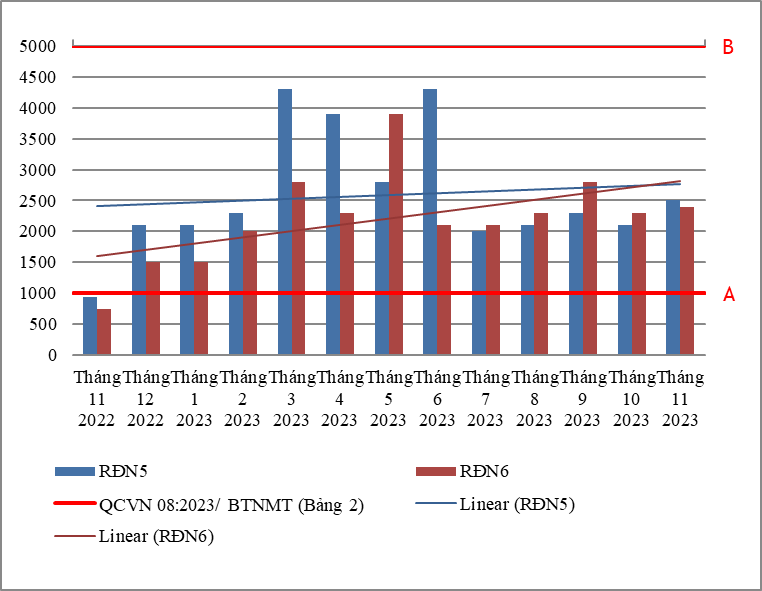 B
5000
4500
4000
3500
3000
2500
2000
1500
1000
500
0
A
Tháng 11 2022
Tháng 12 2022
Tháng 1 2023
Tháng 2 2023
Tháng 3 2023
Tháng 4 2023
Tháng 5 2023
Tháng 6 2023
Tháng 7 2023
Tháng 8 2023
Tháng 9 2023
Tháng 10 2023
Tháng 11 2023
RĐN5
RĐN6
QCVN 08:2023/ BTNMT (Bảng 2)
Linear (RĐN5)
Linear (RĐN6)